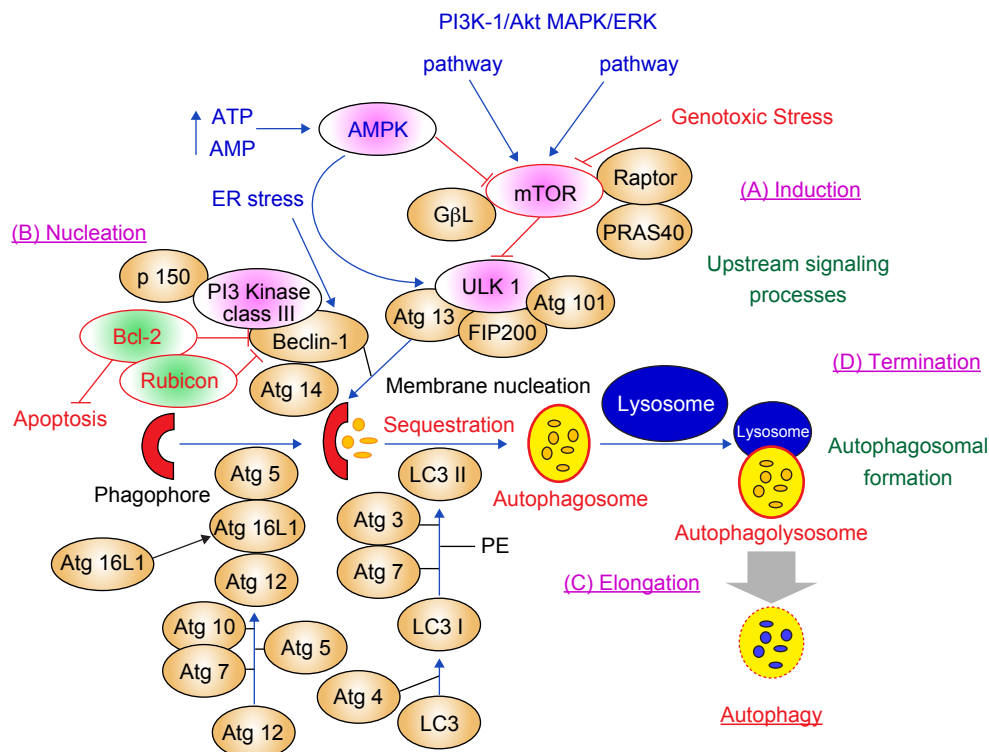 PI3K-1/Akt MAPK/ERK
pathway
pathway
ATP
AMP
AMPK
Genotoxic Stress
mTOR
Raptor
GβL
PRAS40
(A) Induction
ER stress
(B) Nucleation
p 150
PI3 Kinase
class III
ULK 1
Atg 13
FIP200
Atg 101
Upstream signaling
processes
Bcl-2
Beclin-1
Rubicon
Atg 14
Apoptosis
Membrane nucleation
(D) Termination
Lysosome
Lysosome
Sequestration
Phagophore
Atg 5
LC3 II
Autophagosome
Autophagosomal
formation
Atg 16L1
Atg 3
Autophagolysosome
Atg 16L1
PE
Atg 12
Atg 7
(C) Elongation
Atg 10
LC3 I
Atg 7
Atg 5
Atg 4
Atg 12
LC3
Autophagy